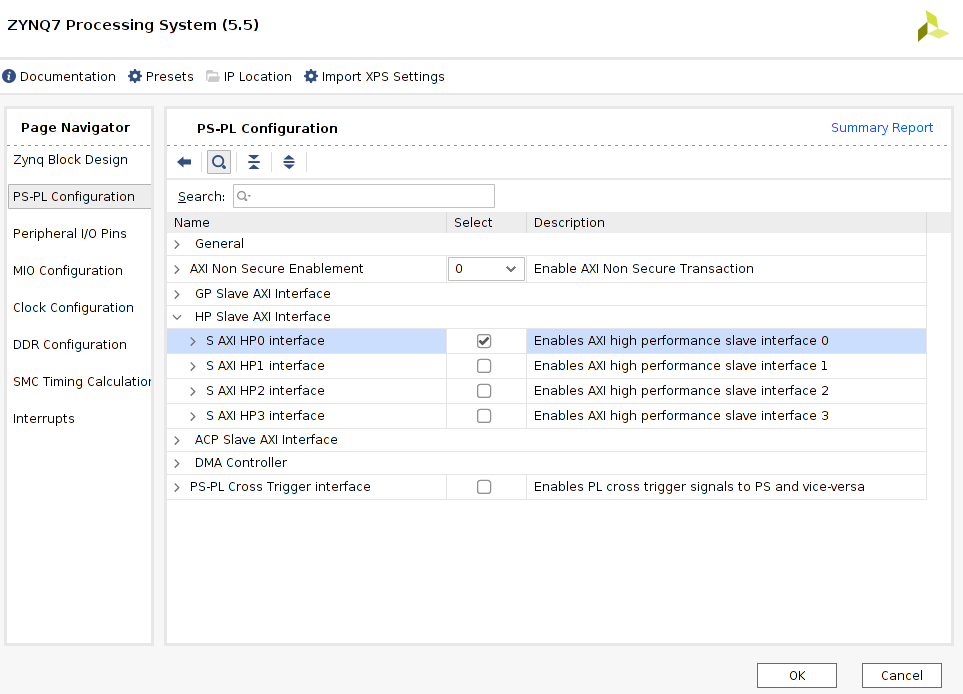 ZYNQ7 Processing System (5.5)
Documentation Presets IP Location Import XPS Settings
Page Navigator
Zynq Block Design
PS-PL Configuration
Peripheral I/O Pins
MIO Configuration
Clock Configuration
DDR Configuration
SMC Timing Calculation
Interrupts
PS-PL Configuration Summary Report
Search:
Name Select Description
General
AXI Non Secure Enablement 0 Enable AXI Non Secure Transaction
GP Slave AXI Interface
HP Slave AXI Interface
S AXI HP0 interface Enables AXI high performance slave interface 0
S AXI HP1 interface Enables AXI high performance slave interface 1
S AXI HP2 interface Enables AXI high performance slave interface 2
S AXI HP3 interface Enables AXI high performance slave interface 3
ACP Slave AXI Interface
DMA Controller
PS-PL Cross Trigger interface Enables PL cross trigger signals to PS and vice-versa
OK Cancel